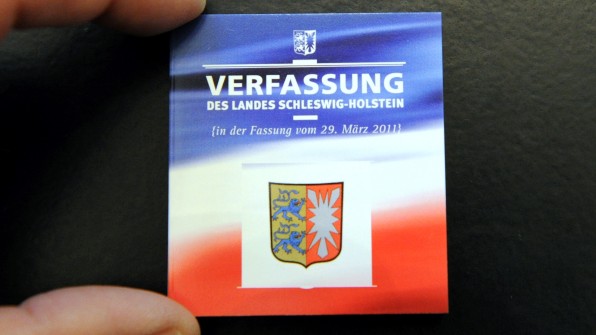 VERFASSUNG
DES LANDES SCHLESWIG-HOLSTEIN
{in der Fassung vom 29. März 2011}